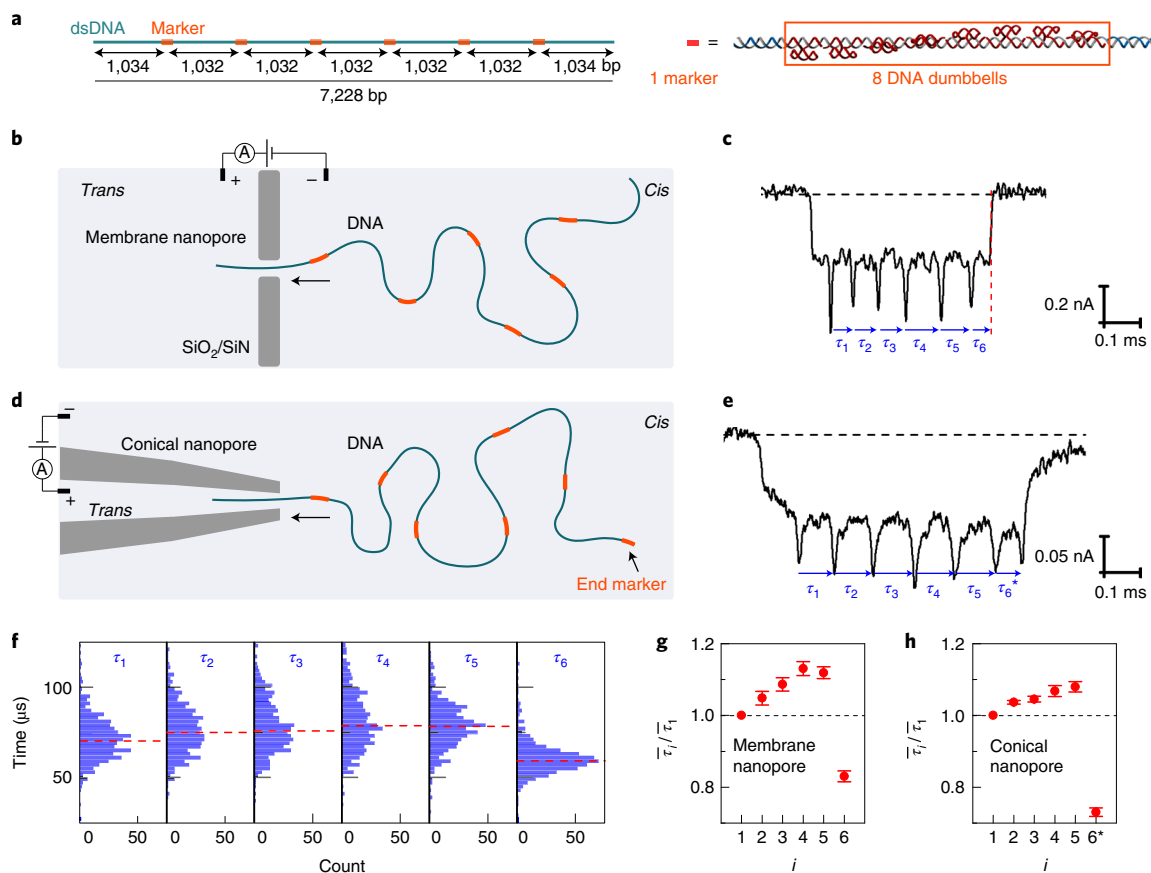 a
dsDNA Marker
1,034 1,032 1,032 1,032 1,032 1,032 1,034 bp
7,228 bp
=
1 marker
8 DNA dumbbells
b
A
+ −
Trans
Cis
Membrane nanopore
DNA
SiO₂/SiN
c
τ₁ τ₂ τ₃ τ₄ τ₅ τ₆
0.2 nA
0.1 ms
d
−
A
+
Conical nanopore
DNA
Cis
Trans
End marker
e
τ₁ τ₂ τ₃ τ₄ τ₅ τ₆*
0.05 nA
0.1 ms
f
τ₁ τ₂ τ₃ τ₄ τ₅ τ₆
100
50
Time (μs)
0 50 0 50 0 50 0 50 0 50 0 50
Count
g
1.2
1.0
0.8
τ̅ᵢ/τ̅₁
Membrane
nanopore
1 2 3 4 5 6
i
h
1.2
1.0
0.8
τ̅ᵢ/τ̅₁
Conical
nanopore
1 2 3 4 5 6*
i